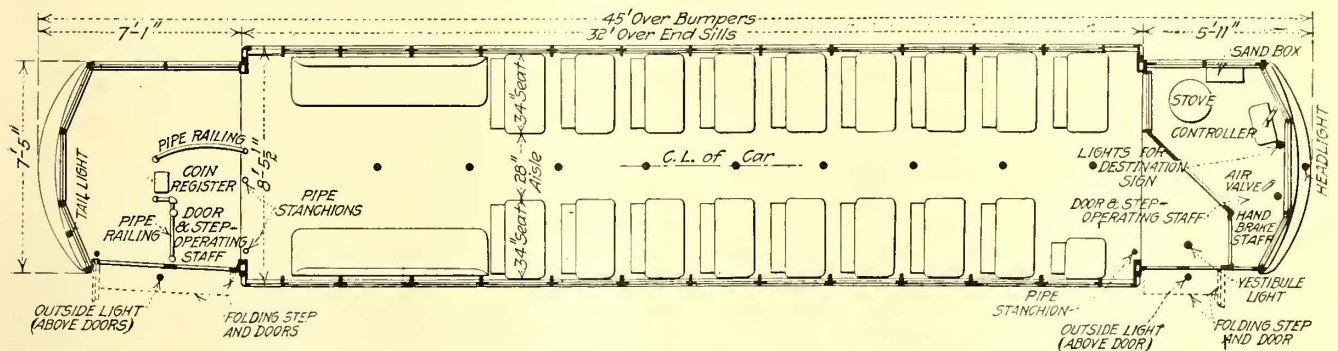 45' Over Bumpers
7'-1"
32' Over End Sills
5'-11"
SAND BOX
STOVE
CONTROLLER
34" Seat
PIPE RAILING
7'-5"
TAIL LIGHT
COIN
REGISTER
8'-5½"
28"
Aisle
C.L. of Car
LIGHTS FOR
DESTINATION
SIGN
HEADLIGHT
AIR
VALVE
PIPE
STANCHIONS
DOOR
& STEP-
OPERATING
STAFF
PIPE
RAILING
DOOR & STEP-
OPERATING STAFF
HAND
BRAKE
STAFF
34" Seat
OUTSIDE LIGHT
(ABOVE DOORS)
FOLDING STEP
AND DOORS
PIPE
STANCHION
VESTIBULE
LIGHT
OUTSIDE LIGHT
(ABOVE DOOR)
FOLDING STEP
AND DOOR